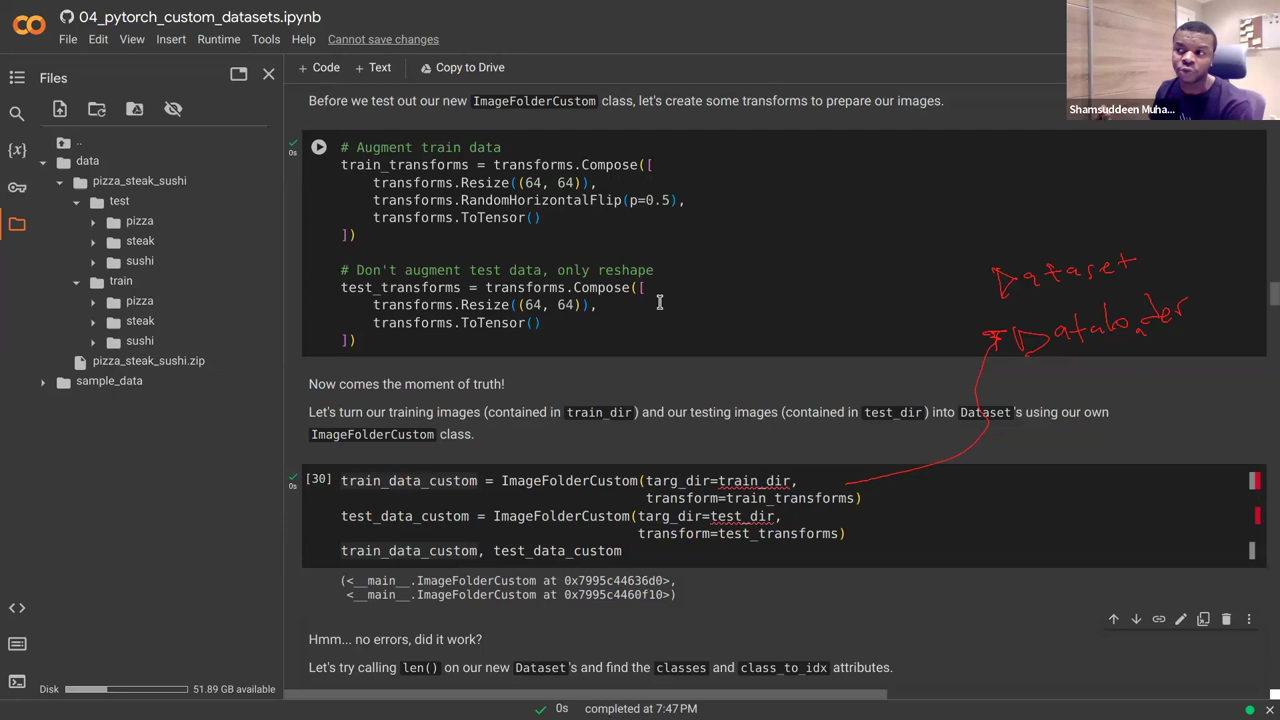 04_pytorch_custom_datasets.ipynb
File Edit View Insert Runtime Tools Help Cannot save changes
Files
+ Code + Text Copy to Drive
Shamsuddeen Muha...
..
data
pizza_steak_sushi
test
pizza
steak
sushi
train
pizza
steak
sushi
pizza_steak_sushi.zip
sample_data
Disk 51.89 GB available
Before we test out our new ImageFolderCustom class, let's create some transforms to prepare our images.
0s
# Augment train data
train_transforms = transforms.Compose([
transforms.Resize((64, 64)),
transforms.RandomHorizontalFlip(p=0.5),
transforms.ToTensor()
])
# Don't augment test data, only reshape
test_transforms = transforms.Compose([
transforms.Resize((64, 64)),
transforms.ToTensor()
])
Dataset
Dataloader
Now comes the moment of truth!
Let's turn our training images (contained in train_dir) and our testing images (contained in test_dir) into Dataset's using our own
ImageFolderCustom class.
0s
[30] train_data_custom = ImageFolderCustom(targ_dir=train_dir,
transform=train_transforms)
test_data_custom = ImageFolderCustom(targ_dir=test_dir,
transform=test_transforms)
train_data_custom, test_data_custom
(<__main__.ImageFolderCustom at 0x7995c44636d0>,
<__main__.ImageFolderCustom at 0x7995c4460f10>)
Hmm... no errors, did it work?
Let's try calling len() on our new Dataset's and find the classes and class_to_idx attributes.
0s completed at 7:47PM